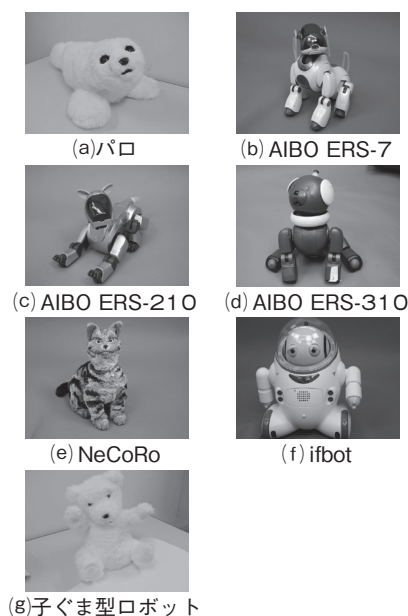 (a)パロ
(b) AIBO ERS-7
(c) AIBO ERS-210
(d) AIBO ERS-310
(e) NeCoRo
(f) ifbot
(g)子ぐま型ロボット